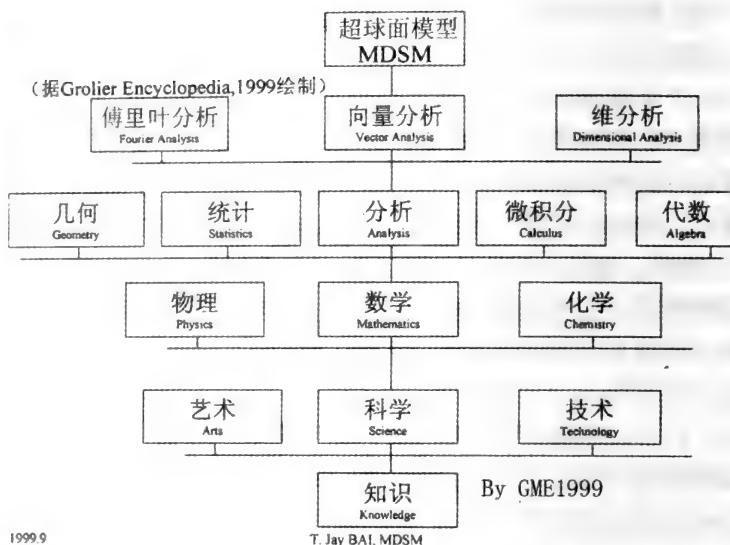 超球面模型
MDSM
（据Grolier Encyclopedia,1999绘制）
傅里叶分析
Fourier Analysis
向量分析
Vector Analysis
维分析
Dimensional Analysis
几何
Geometry
统计
Statistics
分析
Analysis
微积分
Calculus
代数
Algebra
物理
Physics
数学
Mathematics
化学
Chemistry
艺术
Arts
科学
Science
技术
Technology
知识
Knowledge
By GME1999
1999.9
T. Jay BAI, MDSM